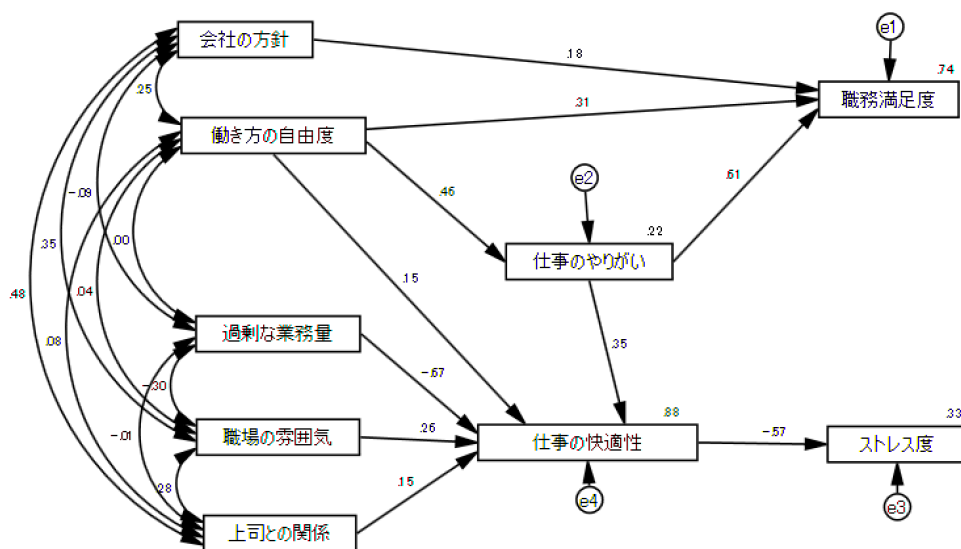 会社の方針
e1
.18
.74
職務満足度
.25
.31
働き方の自由度
e2
.46
.61
-.09
.22
.00
仕事のやりがい
.35
.15
.48
.04
過剰な業務量
.08
.35
-.67
-.30
.88
.33
職場の雰囲気
.26
仕事の快適性
-.57
ストレス度
-.01
.28
.15
e4
e3
上司との関係